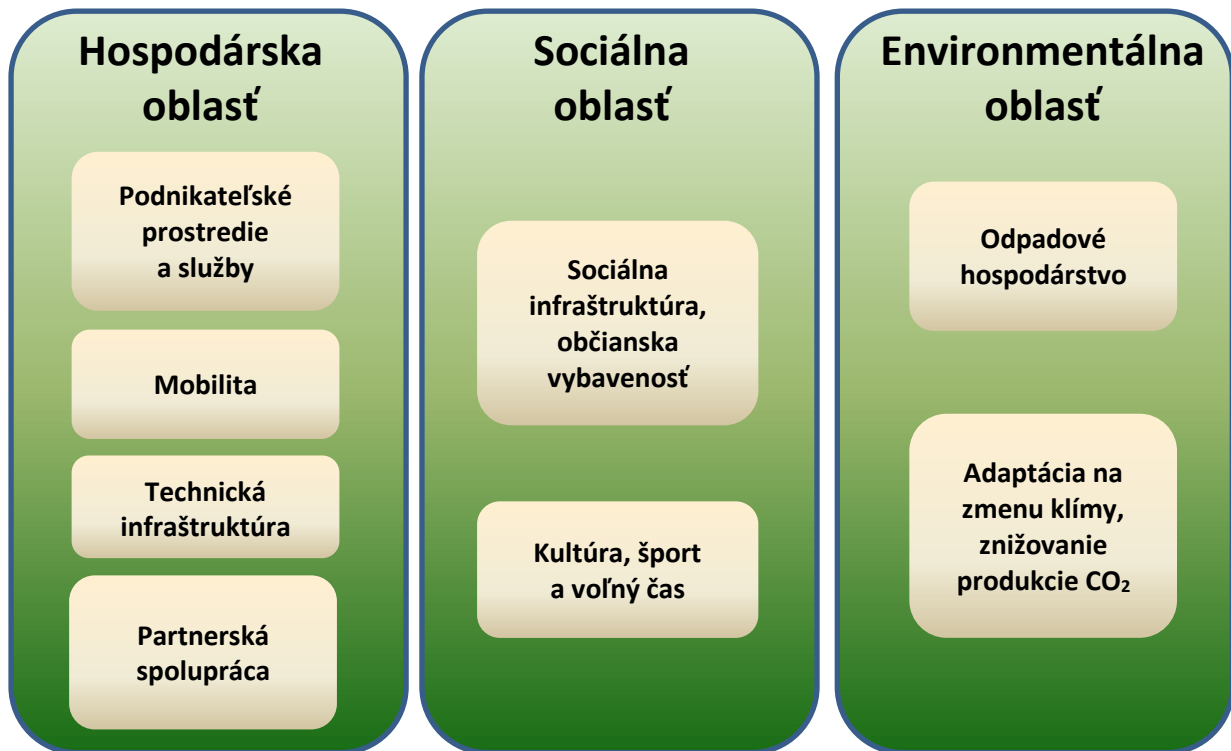 Hospodárska
oblasť
Podnikateľské
prostredie
a služby
Mobilita
Technická
infraštruktúra
Partnerská
spolupráca
Sociálna
oblasť
Sociálna
infraštruktúra,
občianska
vybavenosť
Kultúra, šport
a voľný čas
Environmentálna
oblasť
Odpadové
hospodárstvo
Adaptácia na
zmenu klímy,
znižovanie
produkcie CO₂